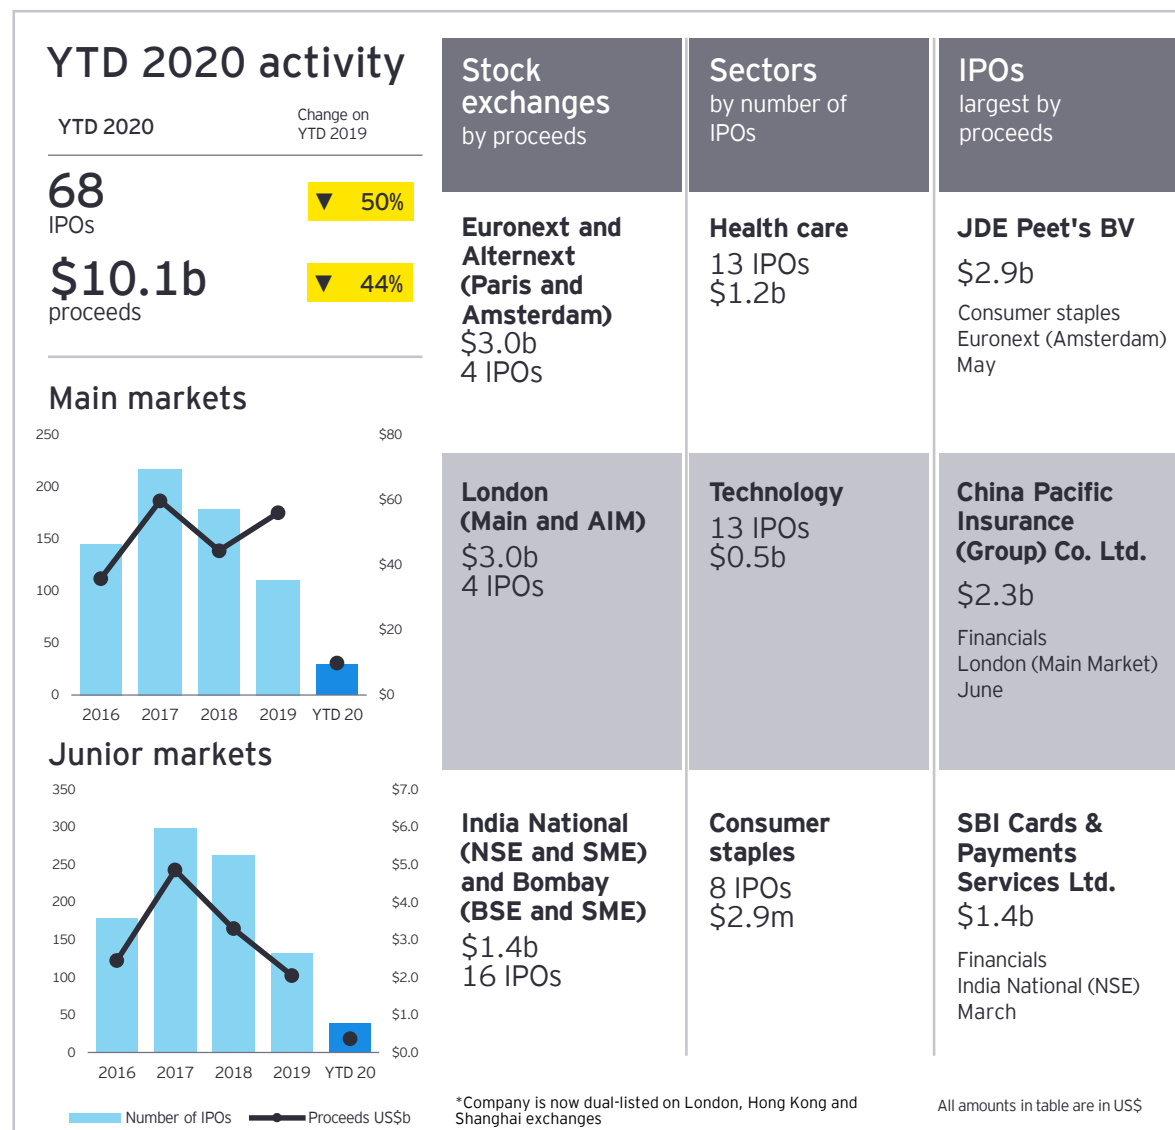 YTD 2020 activity
YTD 2020
Change on
YTD 2019
68
IPOs
▼ 50%
$10.1b
proceeds
▼ 44%
Main markets
250
200
150
100
50
0
$80
$60
$40
$20
$0
2016 2017 2018 2019 YTD 20
Junior markets
350
300
250
200
150
100
50
0
$7.0
$6.0
$5.0
$4.0
$3.0
$2.0
$1.0
$0.0
2016 2017 2018 2019 YTD 20
Number of IPOs Proceeds US$b
Stock
exchanges
by proceeds
Euronext and
Alternext
(Paris and
Amsterdam)
$3.0b
4 IPOs
London
(Main and AIM)
$3.0b
4 IPOs
India National
(NSE and SME)
and Bombay
(BSE and SME)
$1.4b
16 IPOs
Sectors
by number of
IPOs
Health care
13 IPOs
$1.2b
Technology
13 IPOs
$0.5b
Consumer
staples
8 IPOs
$2.9m
IPOs
largest by
proceeds
JDE Peet's BV
$2.9b
Consumer staples
Euronext (Amsterdam)
May
China Pacific
Insurance
(Group) Co. Ltd.
$2.3b
Financials
London (Main Market)
June
SBI Cards &
Payments
Services Ltd.
$1.4b
Financials
India National (NSE)
March
*Company is now dual-listed on London, Hong Kong and
Shanghai exchanges
All amounts in table are in US$